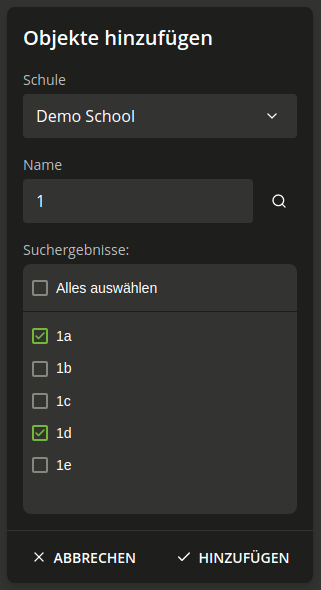 Objekte hinzufügen
Schule
Demo School
Name
1
Suchergebnisse:
Alles auswählen
1a
1b
1c
1d
1e
ABBRECHEN HINZUFÜGEN